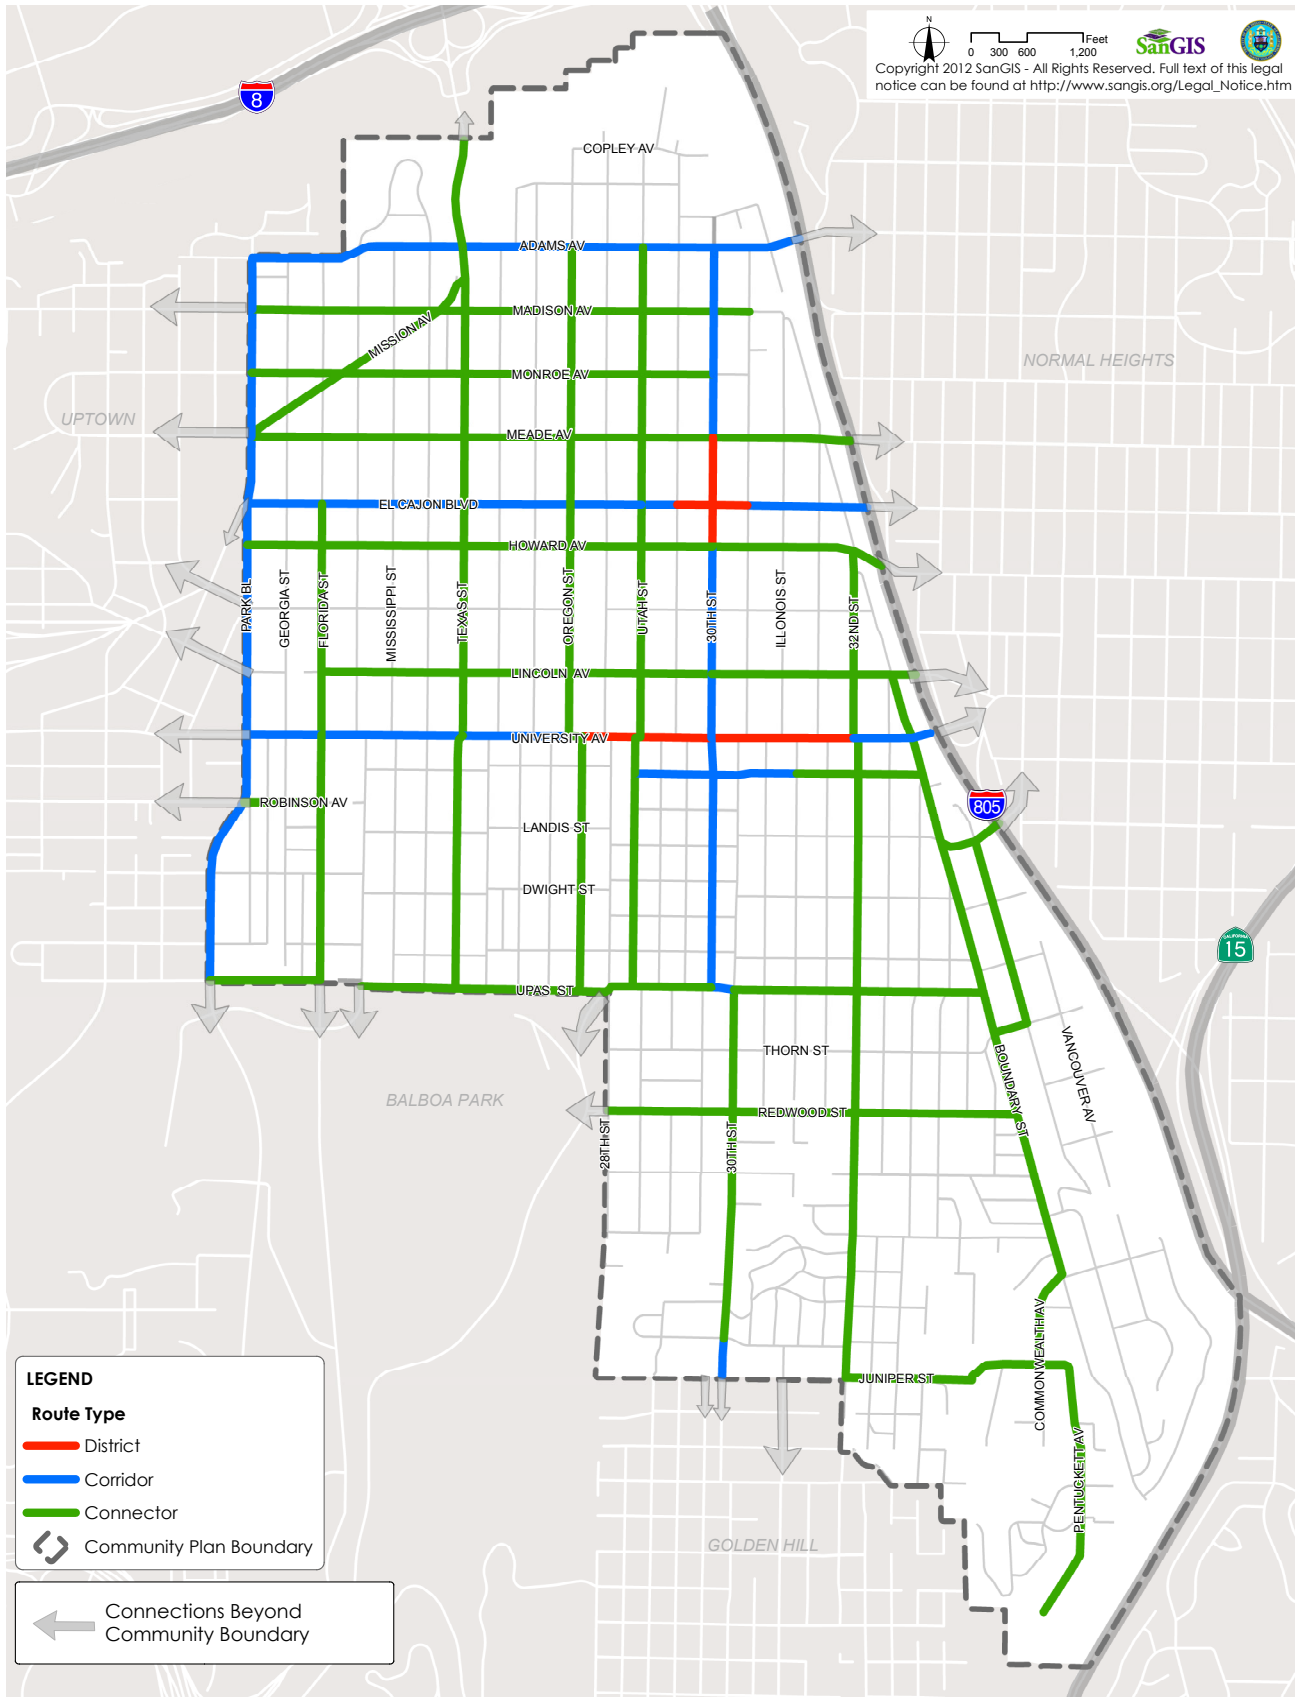 N
Feet
0 300 600 1,200
SanGIS
Copyright 2012 SanGIS - All Rights Reserved. Full text of this legal
notice can be found at http://www.sangis.org/Legal_Notice.htm
8
COPLEY AV
ADAMS AV
MADISON AV
MISSION AV
NORMAL HEIGHTS
MONROE AV
UPTOWN
MEADE AV
EL CAJON BLVD
HOWARD AV
PARK BL
GEORGIA ST
FLORIDA ST
MISSISSIPPI ST
TEXAS ST
OREGON ST
UTAH ST
30TH ST
ILLINOIS ST
32ND ST
LINCOLN AV
UNIVERSITY AV
ROBINSON AV
805
LANDIS ST
DWIGHT ST
CALIFORNIA
15
UPAS ST
THORN ST
BOUNDARY ST
VANCOUVER AV
BALBOA PARK
REDWOOD ST
28TH ST
30TH ST
COMMONWEALTH AV
JUNIPER ST
PENTUCKETT AV
GOLDEN HILL
LEGEND
Route Type
District
Corridor
Connector
Community Plan Boundary
Connections Beyond
Community Boundary